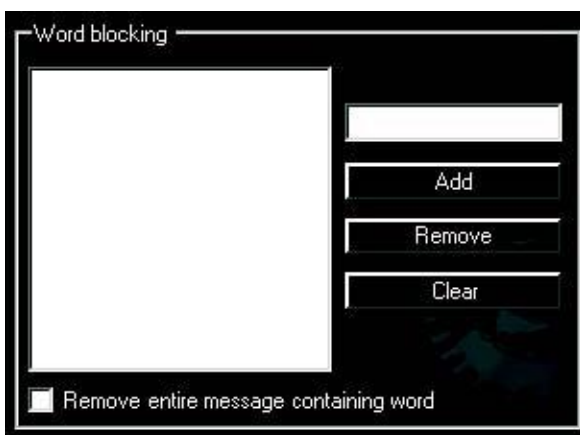 Word blocking
Add
Remove
Clear
Remove entire message containing word